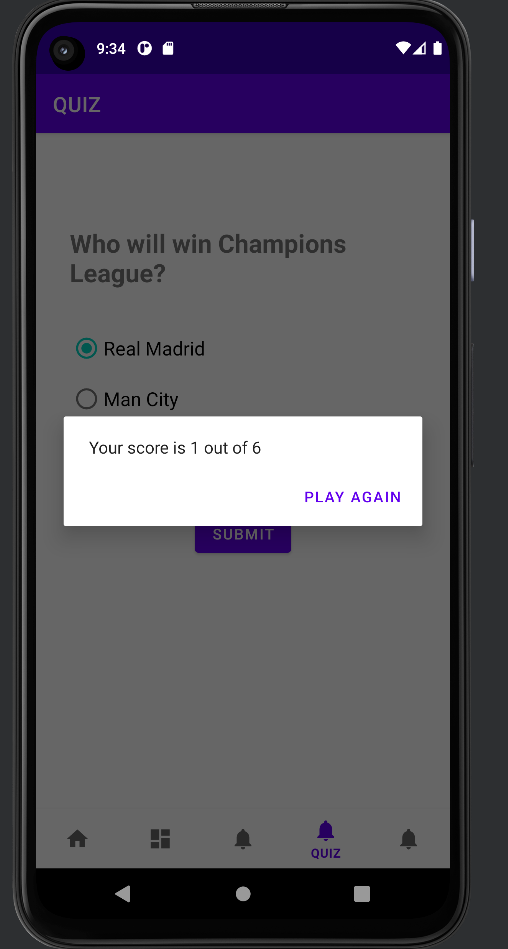 9:34
QUIZ
Who will win Champions
League?
Real Madrid
Man City
Your score is 1 out of 6
PLAY AGAIN
SUBMIT
QUIZ